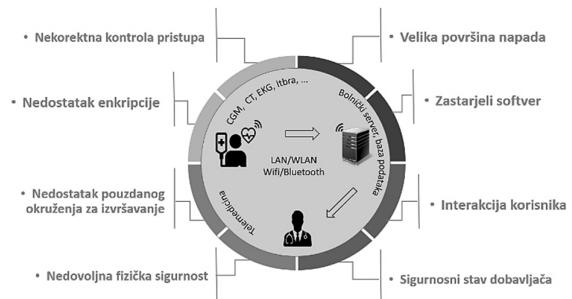 • Nekorektna kontrola pristupa
• Velika površina napada
• Nedostatak enkripcije
• Zastarjeli softver
• Nedostatak pouzdanog
okruženja za izvršavanje
• Interakcija korisnika
• Nedovoljna fizička sigurnost
• Sigurnosni stav dobavljača
CGM, CT, EKG, Itbra, ...
Bolnički server, baza podataka
LAN/WLAN
Wifi/Bluetooth
Telemedicina